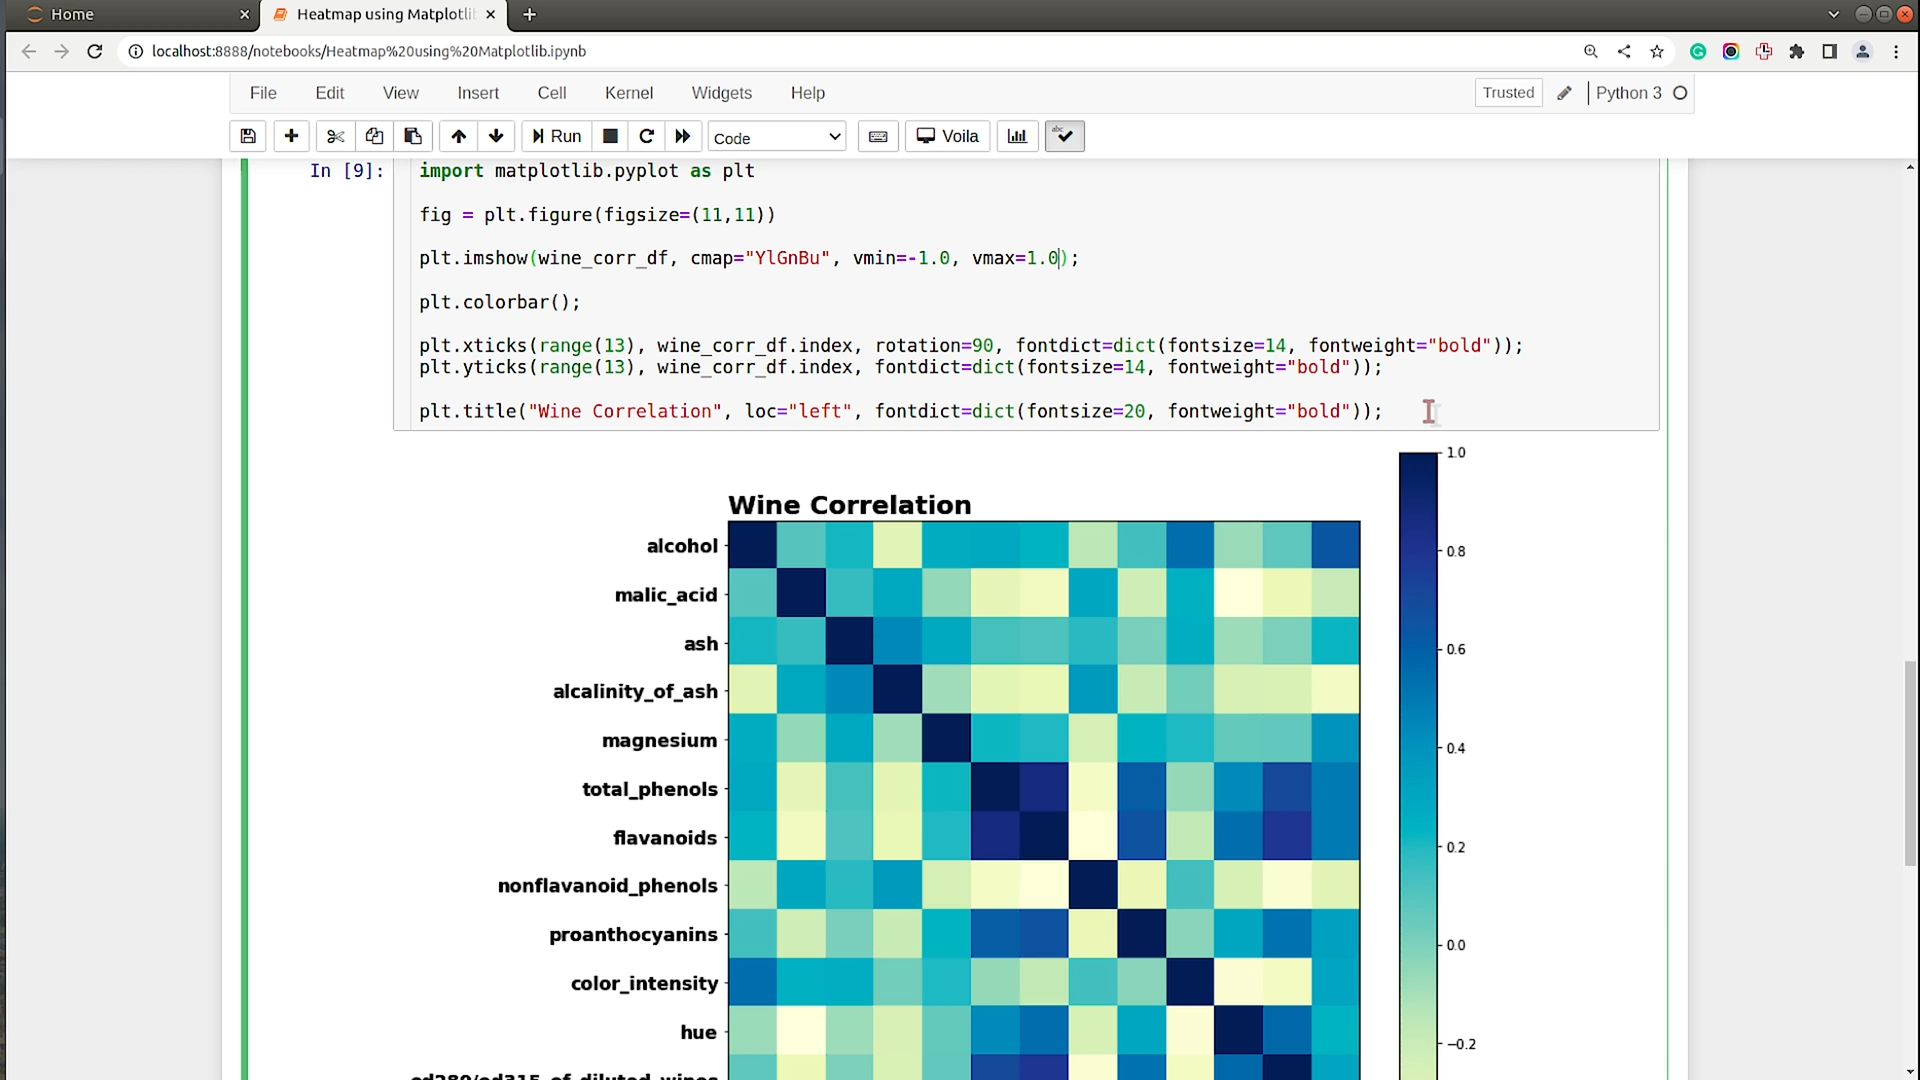 Home
Heatmap using Matplotli
localhost:8888/notebooks/Heatmap%20using%20Matplotlib.ipynb
File Edit View Insert Cell Kernel Widgets Help
Trusted Python 3
Run Code Voila
In [9]: import matplotlib.pyplot as plt
fig = plt.figure(figsize=(11,11))
plt.imshow(wine_corr_df, cmap="YlGnBu", vmin=-1.0, vmax=1.0);
plt.colorbar();
plt.xticks(range(13), wine_corr_df.index, rotation=90, fontdict=dict(fontsize=14, fontweight="bold"));
plt.yticks(range(13), wine_corr_df.index, fontdict=dict(fontsize=14, fontweight="bold"));
plt.title("Wine Correlation", loc="left", fontdict=dict(fontsize=20, fontweight="bold"));
Wine Correlation
alcohol
malic_acid
ash
alcalinity_of_ash
magnesium
total_phenols
flavanoids
nonflavanoid_phenols
proanthocyanins
color_intensity
hue
od280/od315_of_diluted_wines
1.0
0.8
0.6
0.4
0.2
0.0
−0.2